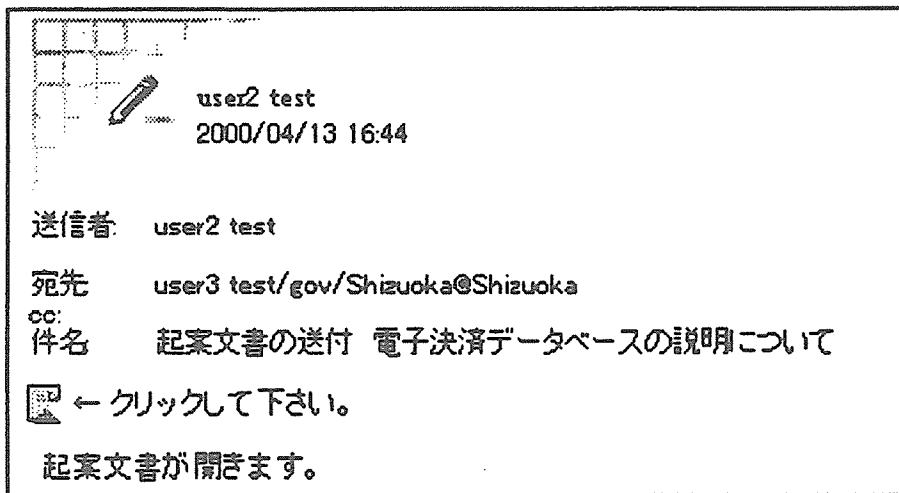 user2 test
2000/04/13 16:44
送信者: user2 test
宛先 user3 test/gov/Shizuoka@Shizuoka
cc:
件名 起案文書の送付 電子決済データベースの説明について
←クリックして下さい。
起案文書が開きます。